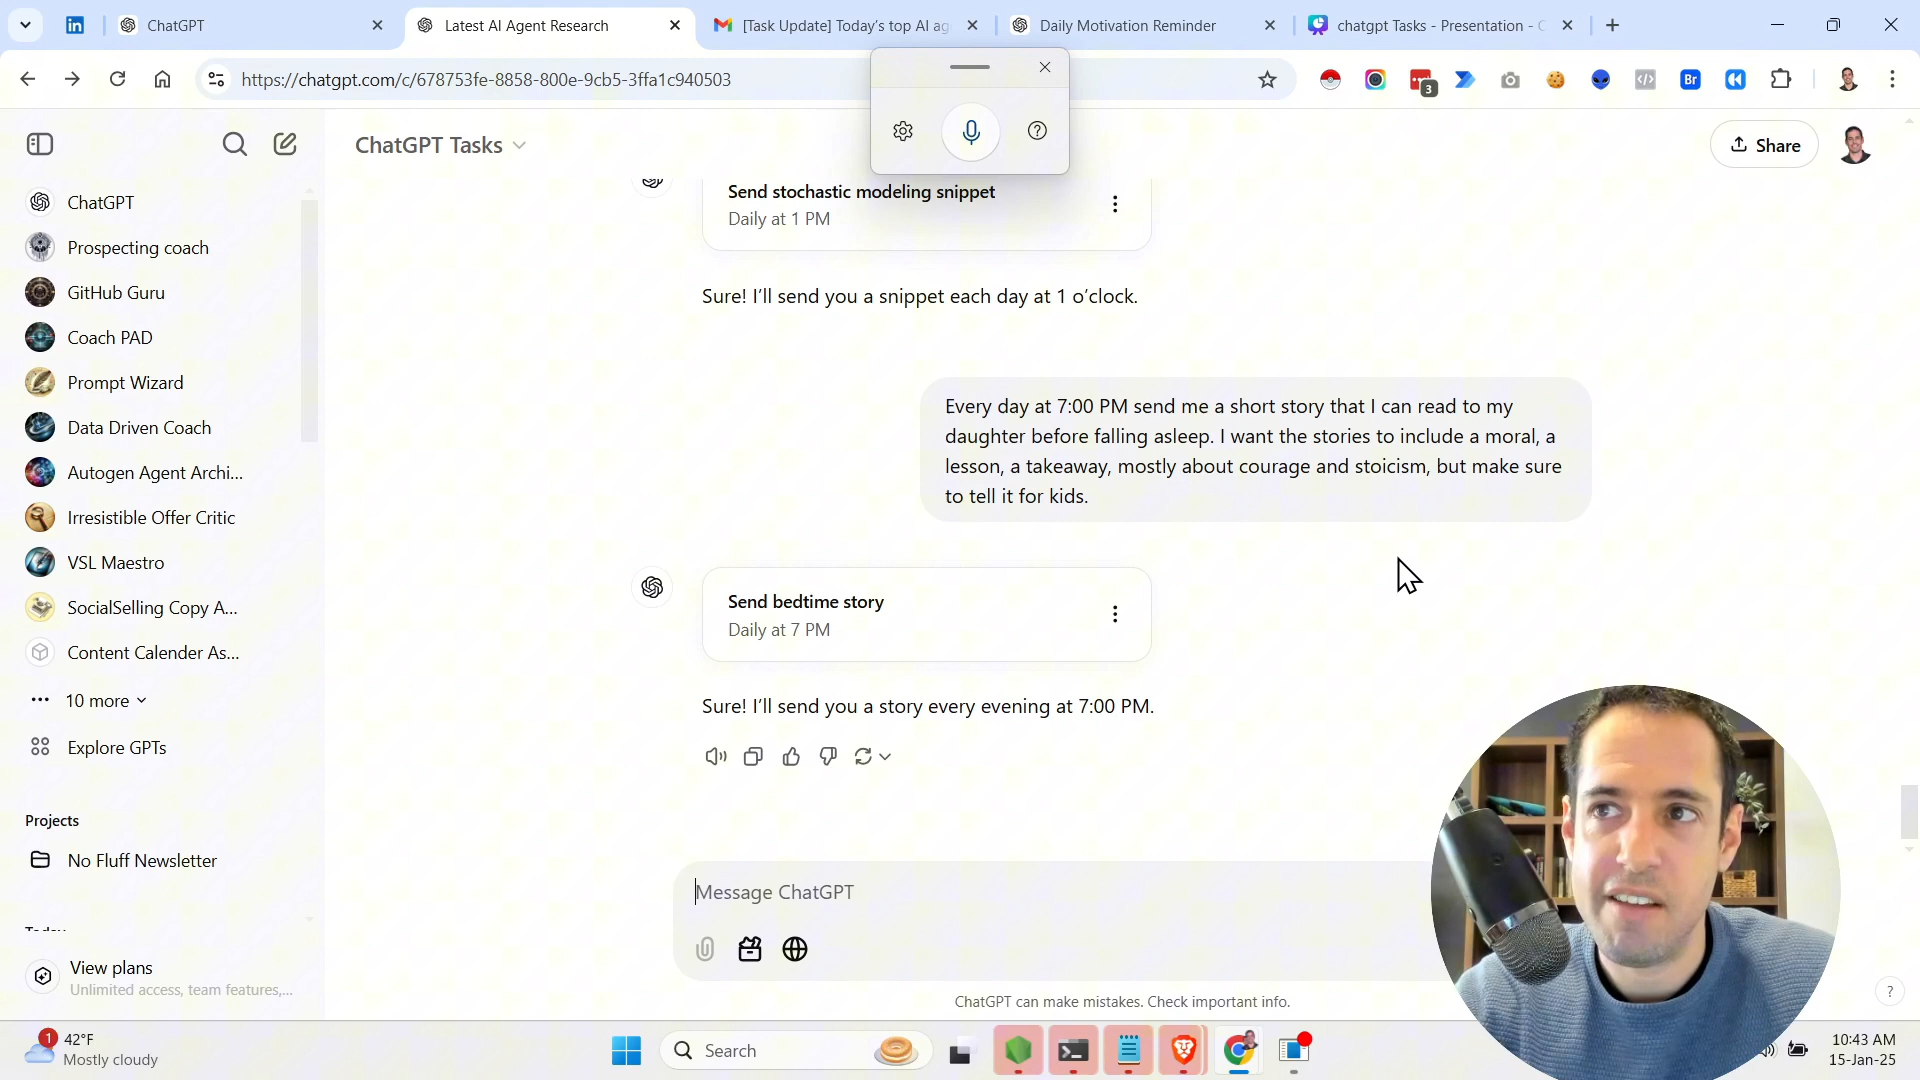 ChatGPT
Latest AI Agent Research
[Task Update] Today's top AI ag
Daily Motivation Reminder
chatgpt Tasks - Presentation - C
https://chatgpt.com/c/678753fe-8858-800e-9cb5-3ffa1c940503
3
Br
ChatGPT Tasks
Share
ChatGPT
Prospecting coach
GitHub Guru
Coach PAD
Prompt Wizard
Data Driven Coach
Autogen Agent Archi...
Irresistible Offer Critic
VSL Maestro
SocialSelling Copy A...
Content Calender As...
10 more
Explore GPTs
Projects
No Fluff Newsletter
Today
View plans
Unlimited access, team features,...
Send stochastic modeling snippet
Daily at 1 PM
Sure! I'll send you a snippet each day at 1 o'clock.
Every day at 7:00 PM send me a short story that I can read to my
daughter before falling asleep. I want the stories to include a moral, a
lesson, a takeaway, mostly about courage and stoicism, but make sure
to tell it for kids.
Send bedtime story
Daily at 7 PM
Sure! I'll send you a story every evening at 7:00 PM.
Message ChatGPT
ChatGPT can make mistakes. Check important info.
?
1
42°F
Mostly cloudy
Search
10:43 AM
15-Jan-25